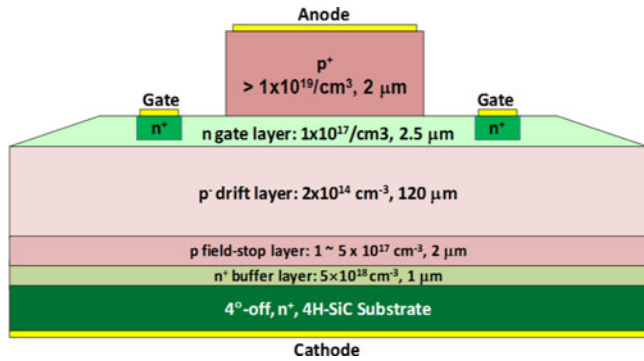 Anode
p⁺
> 1x10¹⁹/cm³, 2 μm
Gate
Gate
n⁺
n⁺
n gate layer: 1x10¹⁷/cm3, 2.5 μm
p⁻ drift layer: 2x10¹⁴ cm⁻³, 120 μm
p field-stop layer: 1 ~ 5 x 10¹⁷ cm⁻³, 2 μm
n⁺ buffer layer: 5×10¹⁸ cm⁻³, 1 μm
4°-off, n⁺, 4H-SiC Substrate
Cathode